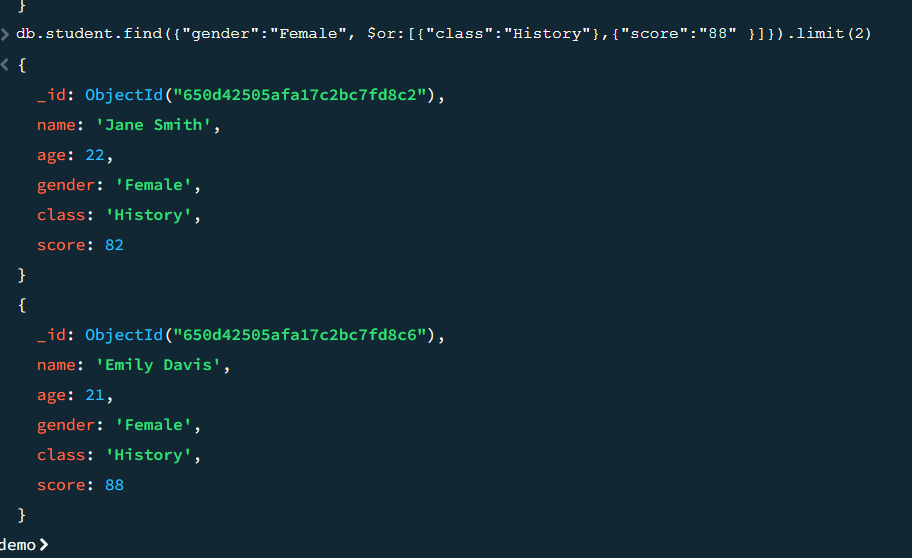 }
> db.student.find({"gender":"Female", $or:[{"class":"History"},{"score":"88" }]}).limit(2)
< {
_id: ObjectId("650d42505afa17c2bc7fd8c2"),
name: 'Jane Smith',
age: 22,
gender: 'Female',
class: 'History',
score: 82
}
{
_id: ObjectId("650d42505afa17c2bc7fd8c6"),
name: 'Emily Davis',
age: 21,
gender: 'Female',
class: 'History',
score: 88
}
demo>